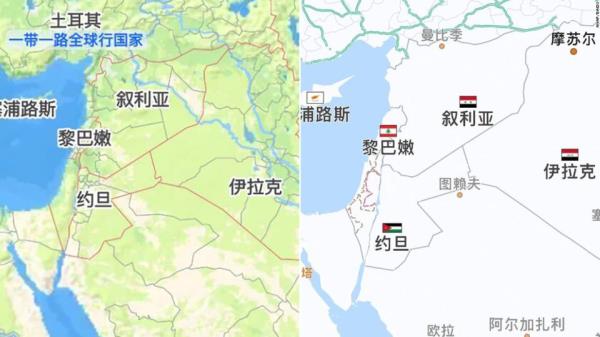 土耳其
一带一路全球行国家
叙利亚
塞浦路斯
黎巴嫩
约旦
伊拉克
曼比季
摩苏尔
浦路斯
叙利亚
黎巴嫩
伊拉克
图赖夫
塞
约旦
塔
欧拉
阿尔加扎利